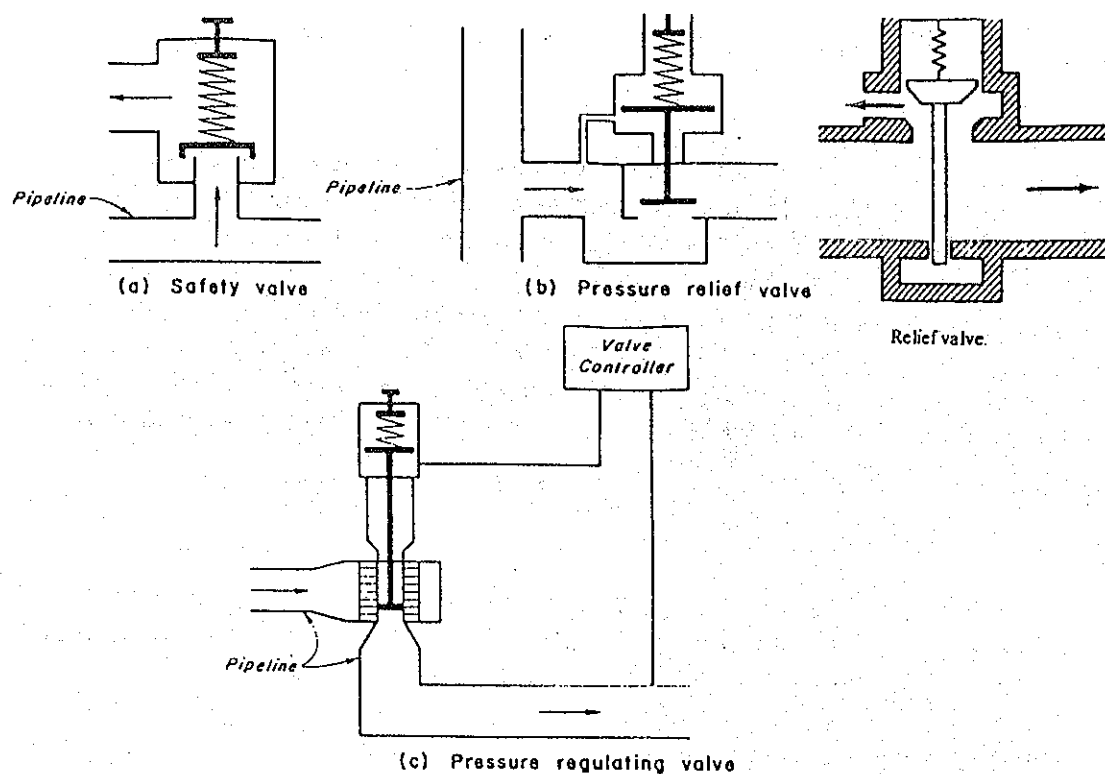 Pipeline
(a) Safety valve
Pipeline
(b) Pressure relief valve
Relief valve.
Valve
Controller
Pipeline
(c) Pressure regulating valve